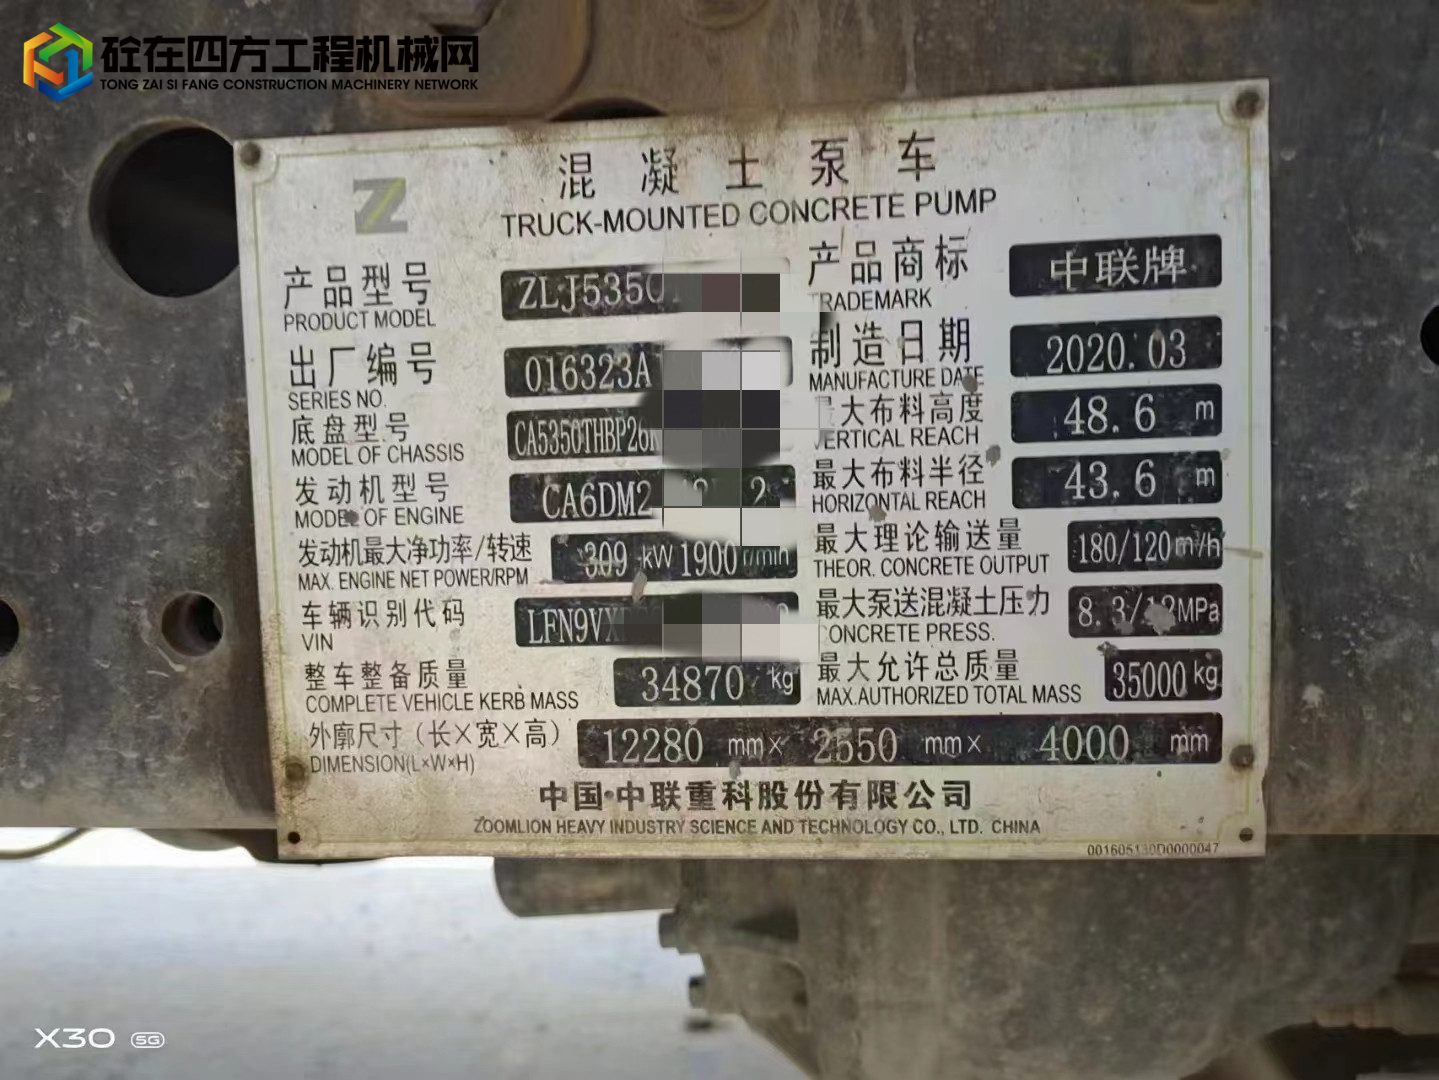 砼在四方工程机械网
TONG ZAI SI FANG CONSTRUCTION MACHINERY NETWORK
混凝土泵车
TRUCK-MOUNTED CONCRETE PUMP
产品型号 ZLJ5350
PRODUCT MODEL
产品商标 中联牌
TRADEMARK
出厂编号 016323A
SERIES NO.
制造日期 2020.03
MANUFACTURE DATE
底盘型号 CA5350THBP26
MODEL OF CHASSIS
最大布料高度 48.6 m
VERTICAL REACH
发动机型号 CA6DM2 2
MODEL OF ENGINE
最大布料半径 43.6 m
HORIZONTAL REACH
发动机最大净功率/转速 309 kW 1900 r/min
MAX. ENGINE NET POWER/RPM
最大理论输送量 180/120 m³/h
THEOR. CONCRETE OUTPUT
车辆识别代码 LFN9VX
VIN
最大泵送混凝土压力 8.3/12MPa
CONCRETE PRESS.
整车整备质量 34870 kg
COMPLETE VEHICLE KERB MASS
最大允许总质量 35000 kg
MAX.AUTHORIZED TOTAL MASS
外廓尺寸(长×宽×高) 12280 mm× 2550 mm× 4000 mm
DIMENSION(L×W×H)
中国·中联重科股份有限公司
ZOOMLION HEAVY INDUSTRY SCIENCE AND TECHNOLOGY CO., LTD. CHINA
001605130D0000047
X30 5G